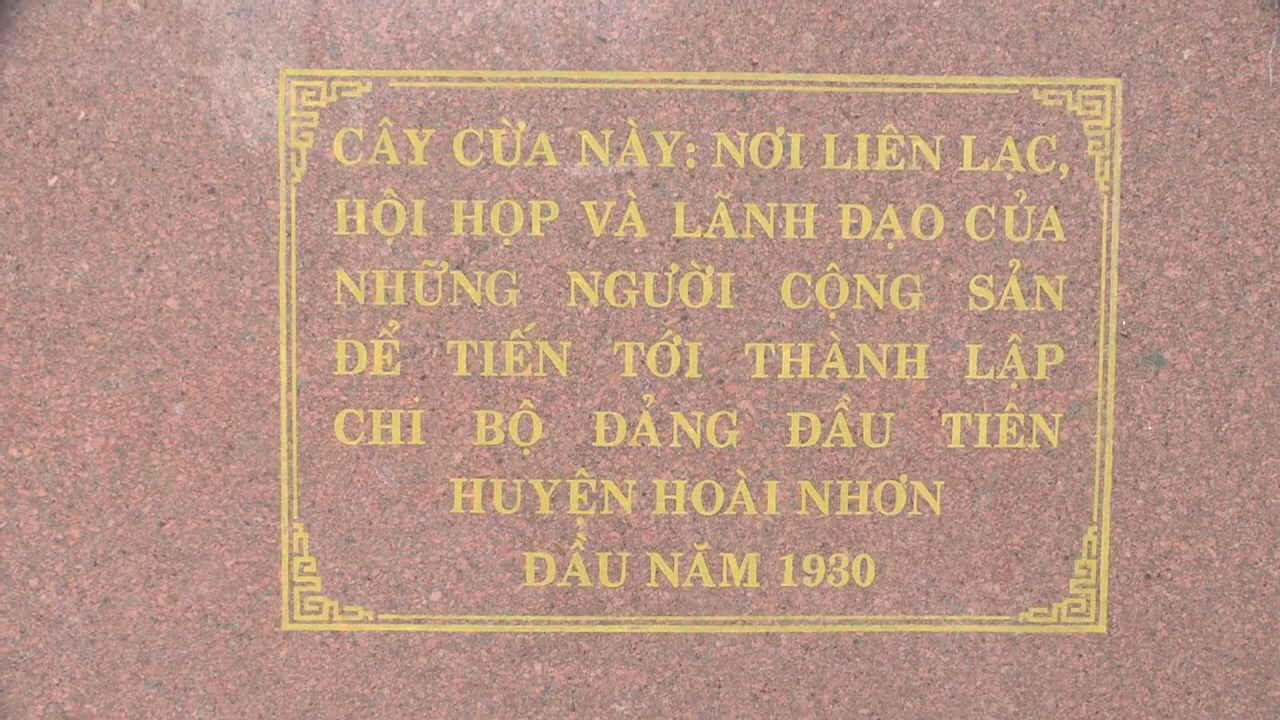 CÂY CỪA NÀY: NƠI LIÊN LẠC,
HỘI HỌP VÀ LÃNH ĐẠO CỦA
NHỮNG NGƯỜI CỘNG SẢN
ĐỂ TIẾN TỚI THÀNH LẬP
CHI BỘ ĐẢNG ĐẦU TIÊN
HUYỆN HOÀI NHƠN
ĐẦU NĂM 1930